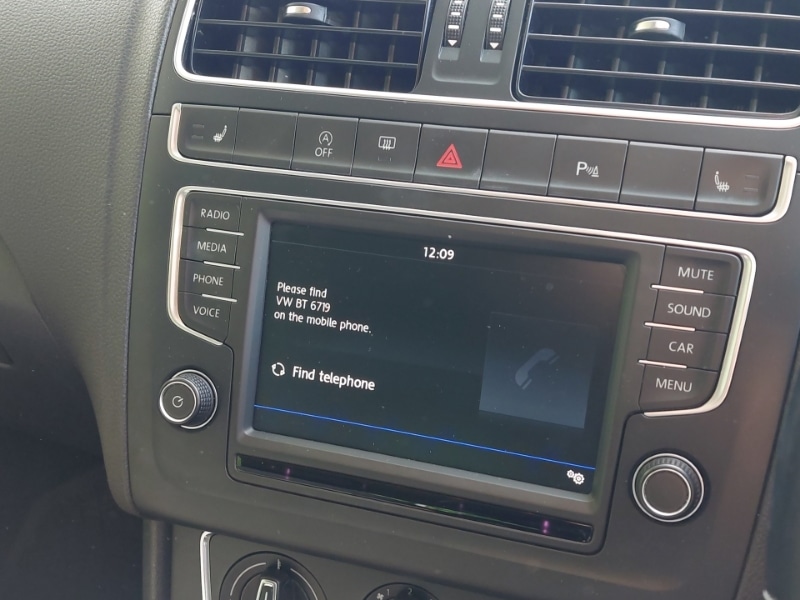 A
OFF
P
RADIO
MEDIA
PHONE
VOICE
12:09
Please find
VW BT 6719
on the mobile phone.
Find telephone
MUTE
SOUND
CAR
MENU